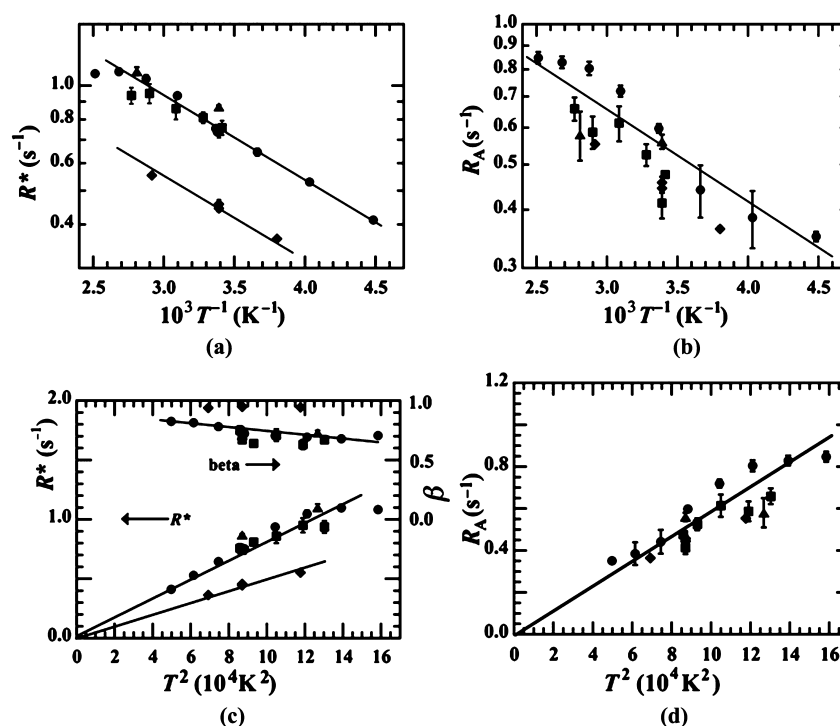 1.0
0.8
0.6
0.4
R* (s⁻¹)
2.5 3.0 3.5 4.0 4.5
10³ T⁻¹ (K⁻¹)
(a)
1.0
0.9
0.8
0.7
0.6
0.5
0.4
0.3
R_A (s⁻¹)
2.5 3.0 3.5 4.0 4.5
10³ T⁻¹ (K⁻¹)
(b)
2.0
1.0
0.0
R* (s⁻¹)
1.0
0.5
0.0
β
beta →
← R*
0 2 4 6 8 10 12 14 16
T² (10⁴K²)
(c)
1.2
0.8
0.4
0.0
R_A (s⁻¹)
0 2 4 6 8 10 12 14 16
T² (10⁴K²)
(d)